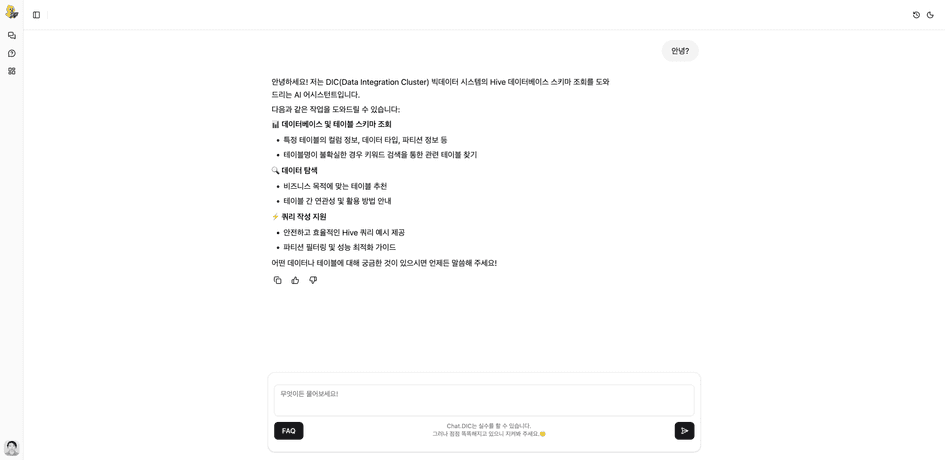 안녕?
안녕하세요! 저는 DIC(Data Integration Cluster) 빅데이터 시스템의 Hive 데이터베이스 스키마 조회를 도와
드리는 AI 어시스턴트입니다.
다음과 같은 작업을 도와드릴 수 있습니다:
📊 데이터베이스 및 테이블 스키마 조회
• 특정 테이블의 컬럼 정보, 데이터 타입, 파티션 정보 등
• 테이블명이 불확실한 경우 키워드 검색을 통한 관련 테이블 찾기
🔍 데이터 탐색
• 비즈니스 목적에 맞는 테이블 추천
• 테이블 간 연관성 및 활용 방법 안내
⚡ 쿼리 작성 지원
• 안전하고 효율적인 Hive 쿼리 예시 제공
• 파티션 필터링 및 성능 최적화 가이드
어떤 데이터나 테이블에 대해 궁금한 것이 있으시면 언제든 말씀해 주세요!
무엇이든 물어보세요!
FAQ
Chat.DIC는 실수를 할 수 있습니다.
그러나 점점 똑똑해지고 있으니 지켜봐 주세요.